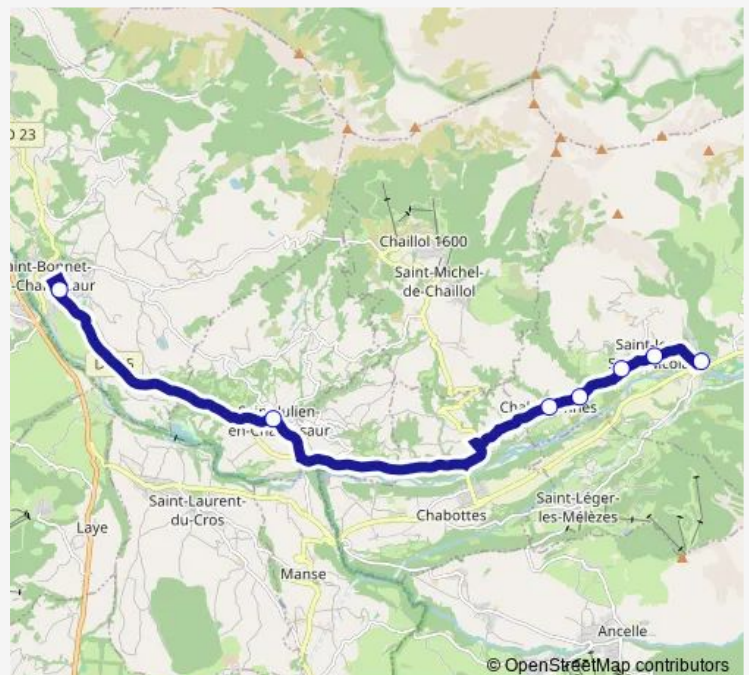 D 23
Chaillol 1600
Saint-Michel-
de-Chaillol
Saint-Laurent-
du-Cros
Chabottes
Saint-Léger-
les-Mélèzes
Laye
Manse
Ancelle
© OpenStreetMap contributors